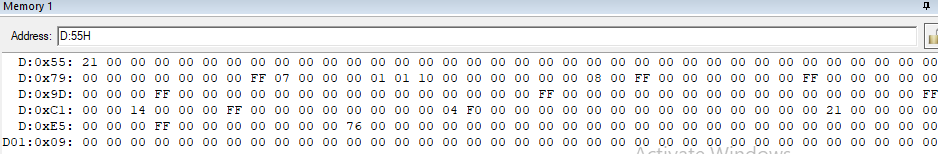 Memory 1
Address: D:55H
D:0x55: 21 00 00 00 00 00 00 00 00 00 00 00 00 00 00 00 00 00 00 00 00 00 00 00 00 00 00 00 00 00 00 00 00 00 00 00
D:0x79: 00 00 00 00 00 00 00 FF 07 00 00 00 01 01 10 00 00 00 00 00 00 08 00 FF 00 00 00 00 00 00 FF 00 00 00 00 00
D:0x9D: 00 00 00 FF 00 00 00 00 00 00 00 00 00 00 00 00 00 00 00 FF 00 00 00 00 00 00 00 00 00 00 00 00 00 00 00 FF
D:0xC1: 00 00 14 00 00 00 FF 00 00 00 00 00 00 00 00 04 F0 00 00 00 00 00 00 00 00 00 00 00 00 00 00 21 00 00 00 00
D:0xE5: 00 00 00 FF 00 00 00 00 00 00 00 76 00 00 00 00 00 00 00 00 00 00 00 00 00 00 00 00 00 00 00 00 00 00 00 00
D01:0x09: 00 00 00 00 00 00 00 00 00 00 00 00 00 00 00 00 00 00 00 00 00 00 00 00 00 00 00 00 00 00 00 00 00 00 00 00
Activate Windows